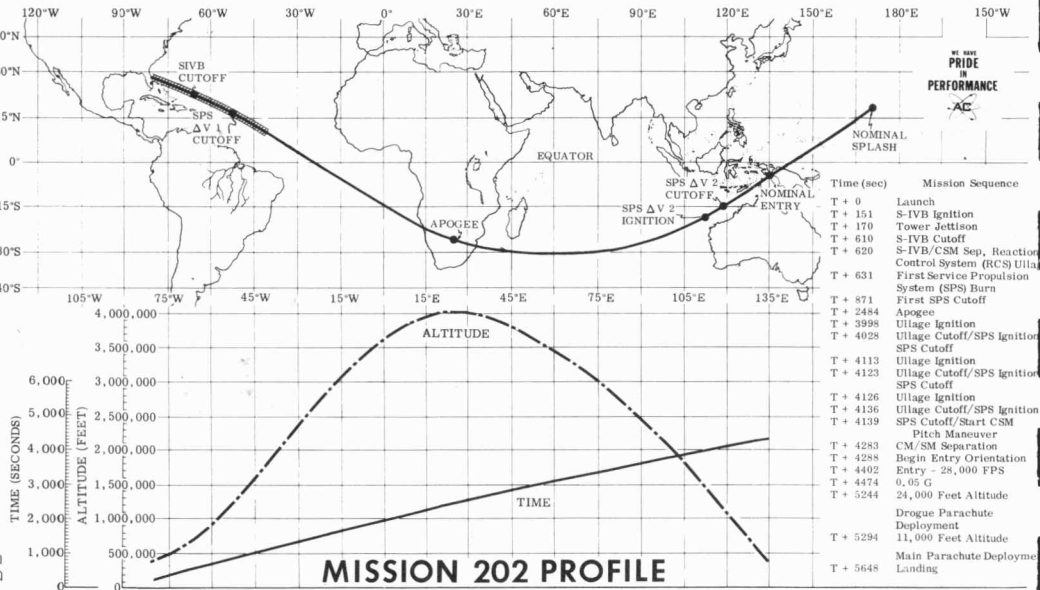 120°W 90°W 60°W 30°W 0° 30°E 60°E 90°E 120°E 150°E 180°E 150°W
WE HAVE
PRIDE
IN
PERFORMANCE
AC
SIVB
CUTOFF
SPS
ΔV 1
CUTOFF
15°N
0°
EQUATOR
15°S
APOGEE
SPS ΔV 2
CUTOFF
SPS ΔV 2
IGNITION
NOMINAL
ENTRY
NOMINAL
SPLASH
105°W 75°W 45°W 15°W 15°E 45°E 75°E 105°E 135°E
Time (sec) Mission Sequence
T + 0 Launch
T + 151 S-IVB Ignition
T + 170 Tower Jettison
T + 610 S-IVB Cutoff
T + 620 S-IVB/CSM Sep, Reaction
Control System (RCS) Ulla
T + 631 First Service Propulsion
System (SPS) Burn
T + 871 First SPS Cutoff
T + 2484 Apogee
T + 3998 Ullage Ignition
T + 4028 Ullage Cutoff/SPS Ignition
SPS Cutoff
T + 4113 Ullage Ignition
T + 4123 Ullage Cutoff/SPS Ignition
SPS Cutoff
T + 4126 Ullage Ignition
T + 4136 Ullage Cutoff/SPS Ignition
T + 4139 SPS Cutoff/Start CSM
Pitch Maneuver
T + 4283 CM/SM Separation
T + 4288 Begin Entry Orientation
T + 4402 Entry - 28,000 FPS
T + 4474 0.05 G
T + 5244 24,000 Feet Altitude
Drogue Parachute
Deployment
T + 5294 11,000 Feet Altitude
Main Parachute Deployme
T + 5648 Landing
TIME (SECONDS)
6,000
5,000
4,000
3,000
2,000
1,000
0
ALTITUDE (FEET)
4,000,000
3,500,000
3,000,000
2,500,000
2,000,000
1,500,000
1,000,000
500,000
0
ALTITUDE
TIME
MISSION 202 PROFILE